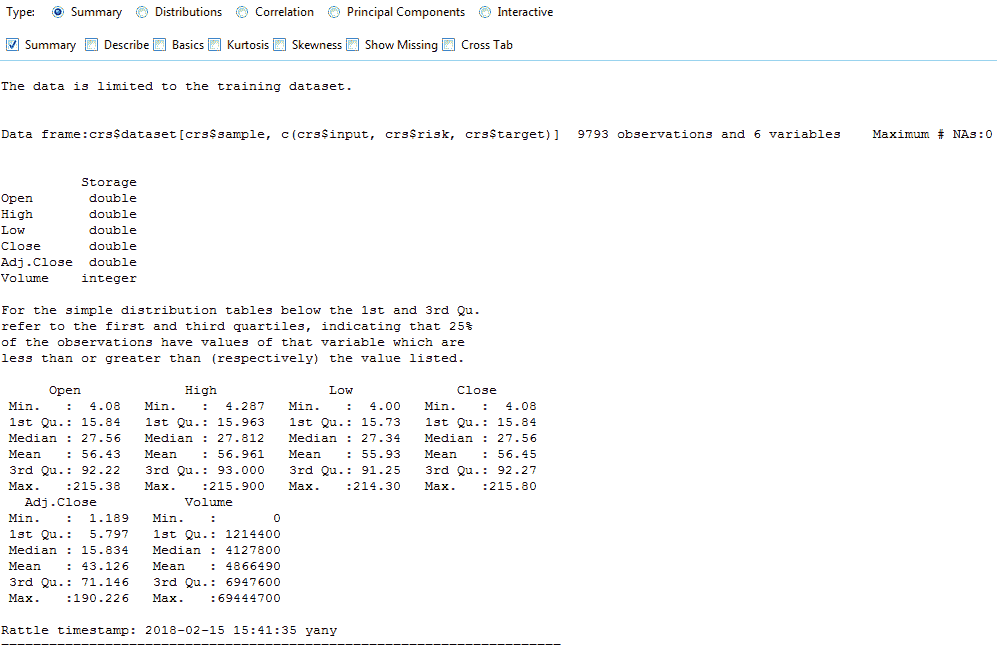 Type: Summary Distributions Correlation Principal Components Interactive
Summary Describe Basics Kurtosis Skewness Show Missing Cross Tab
The data is limited to the training dataset.
Data frame:crs$dataset[crs$sample, c(crs$input, crs$risk, crs$target)]  9793 observations and 6 variables    Maximum # NAs:0
          Storage
Open       double
High       double
Low        double
Close      double
Adj.Close  double
Volume    integer
For the simple distribution tables below the 1st and 3rd Qu.
refer to the first and third quartiles, indicating that 25%
of the observations have values of that variable which are
less than or greater than (respectively) the value listed.
      Open             High              Low             Close
 Min.   :  4.08   Min.   :  4.287   Min.   :  4.00   Min.   :  4.08
 1st Qu.: 15.84   1st Qu.: 15.963   1st Qu.: 15.73   1st Qu.: 15.84
 Median : 27.56   Median : 27.812   Median : 27.34   Median : 27.56
 Mean   : 56.43   Mean   : 56.961   Mean   : 55.93   Mean   : 56.45
 3rd Qu.: 92.22   3rd Qu.: 93.000   3rd Qu.: 91.25   3rd Qu.: 92.27
 Max.   :215.38   Max.   :215.900   Max.   :214.30   Max.   :215.80
   Adj.Close           Volume
 Min.   :  1.189   Min.   :       0
 1st Qu.:  5.797   1st Qu.: 1214400
 Median : 15.834   Median : 4127800
 Mean   : 43.126   Mean   : 4866490
 3rd Qu.: 71.146   3rd Qu.: 6947600
 Max.   :190.226   Max.   :69444700
Rattle timestamp: 2018-02-15 15:41:35 yany
======================================================================